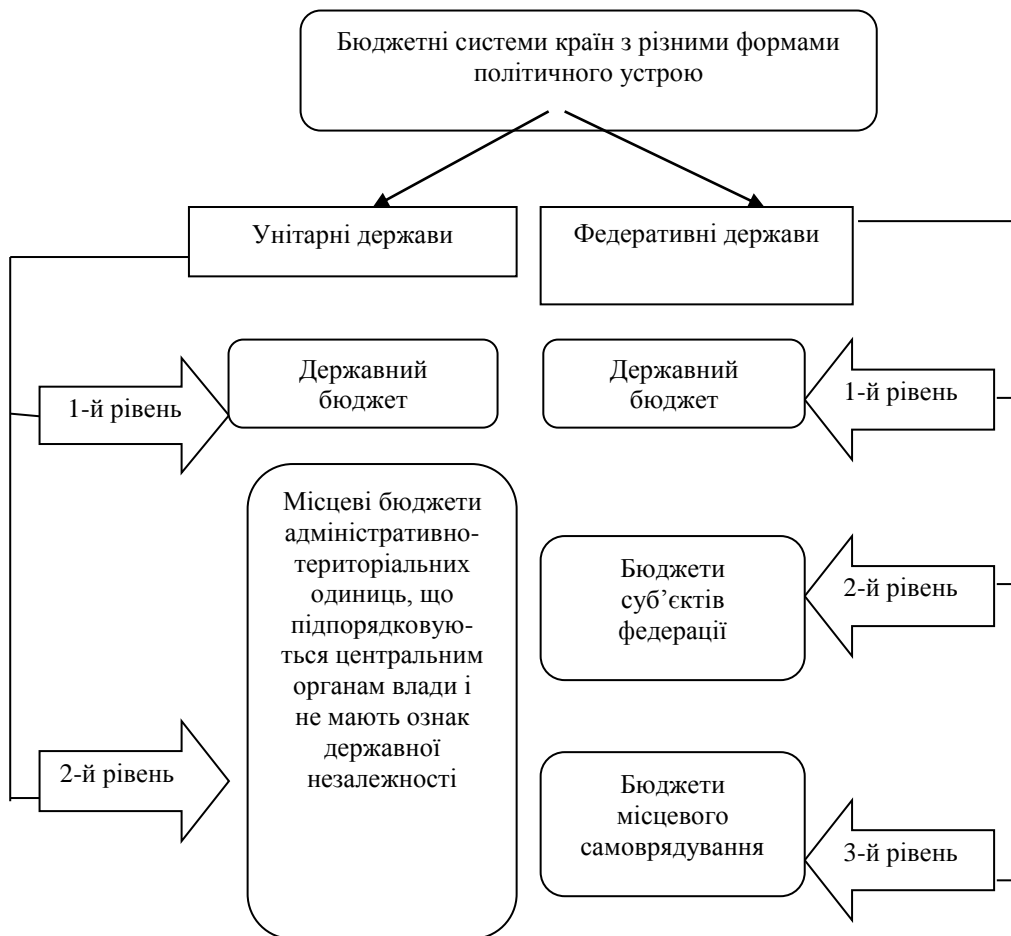 Бюджетні системи країн з різними формами
політичного устрою
Унітарні держави
Федеративні держави
1-й рівень
Державний
бюджет
Державний
бюджет
1-й рівень
Місцеві бюджети
адміністративно-
територіальних
одиниць, що
підпорядковую-
ться центральним
органам влади і
не мають ознак
державної
незалежності
2-й рівень
Бюджети
суб’єктів
федерації
2-й рівень
Бюджети
місцевого
самоврядування
3-й рівень